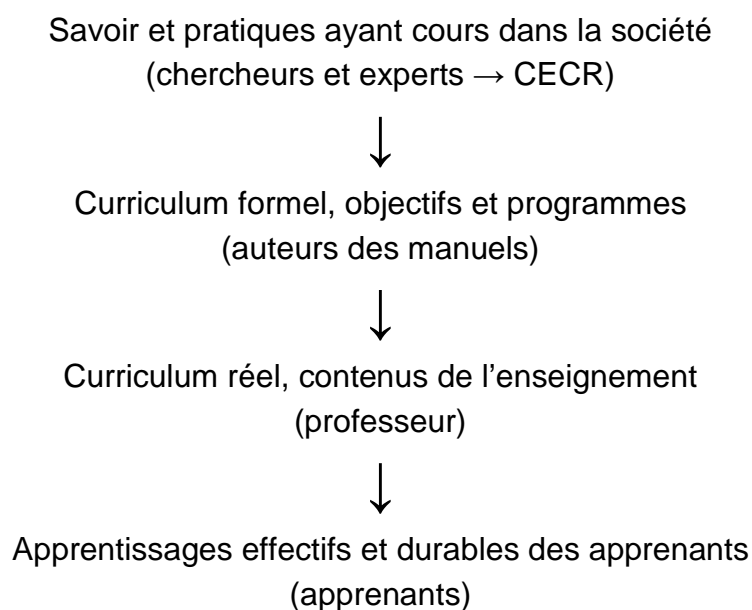 Savoir et pratiques ayant cours dans la société
(chercheurs et experts → CECR)
↓
Curriculum formel, objectifs et programmes
(auteurs des manuels)
↓
Curriculum réel, contenus de l’enseignement
(professeur)
↓
Apprentissages effectifs et durables des apprenants
(apprenants)